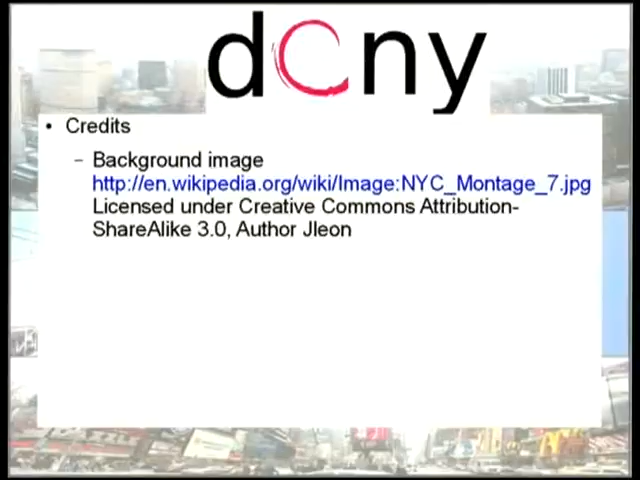 dCny
• Credits
– Background image
http://en.wikipedia.org/wiki/Image:NYC_Montage_7.jpg
Licensed under Creative Commons Attribution-
ShareAlike 3.0, Author Jleon